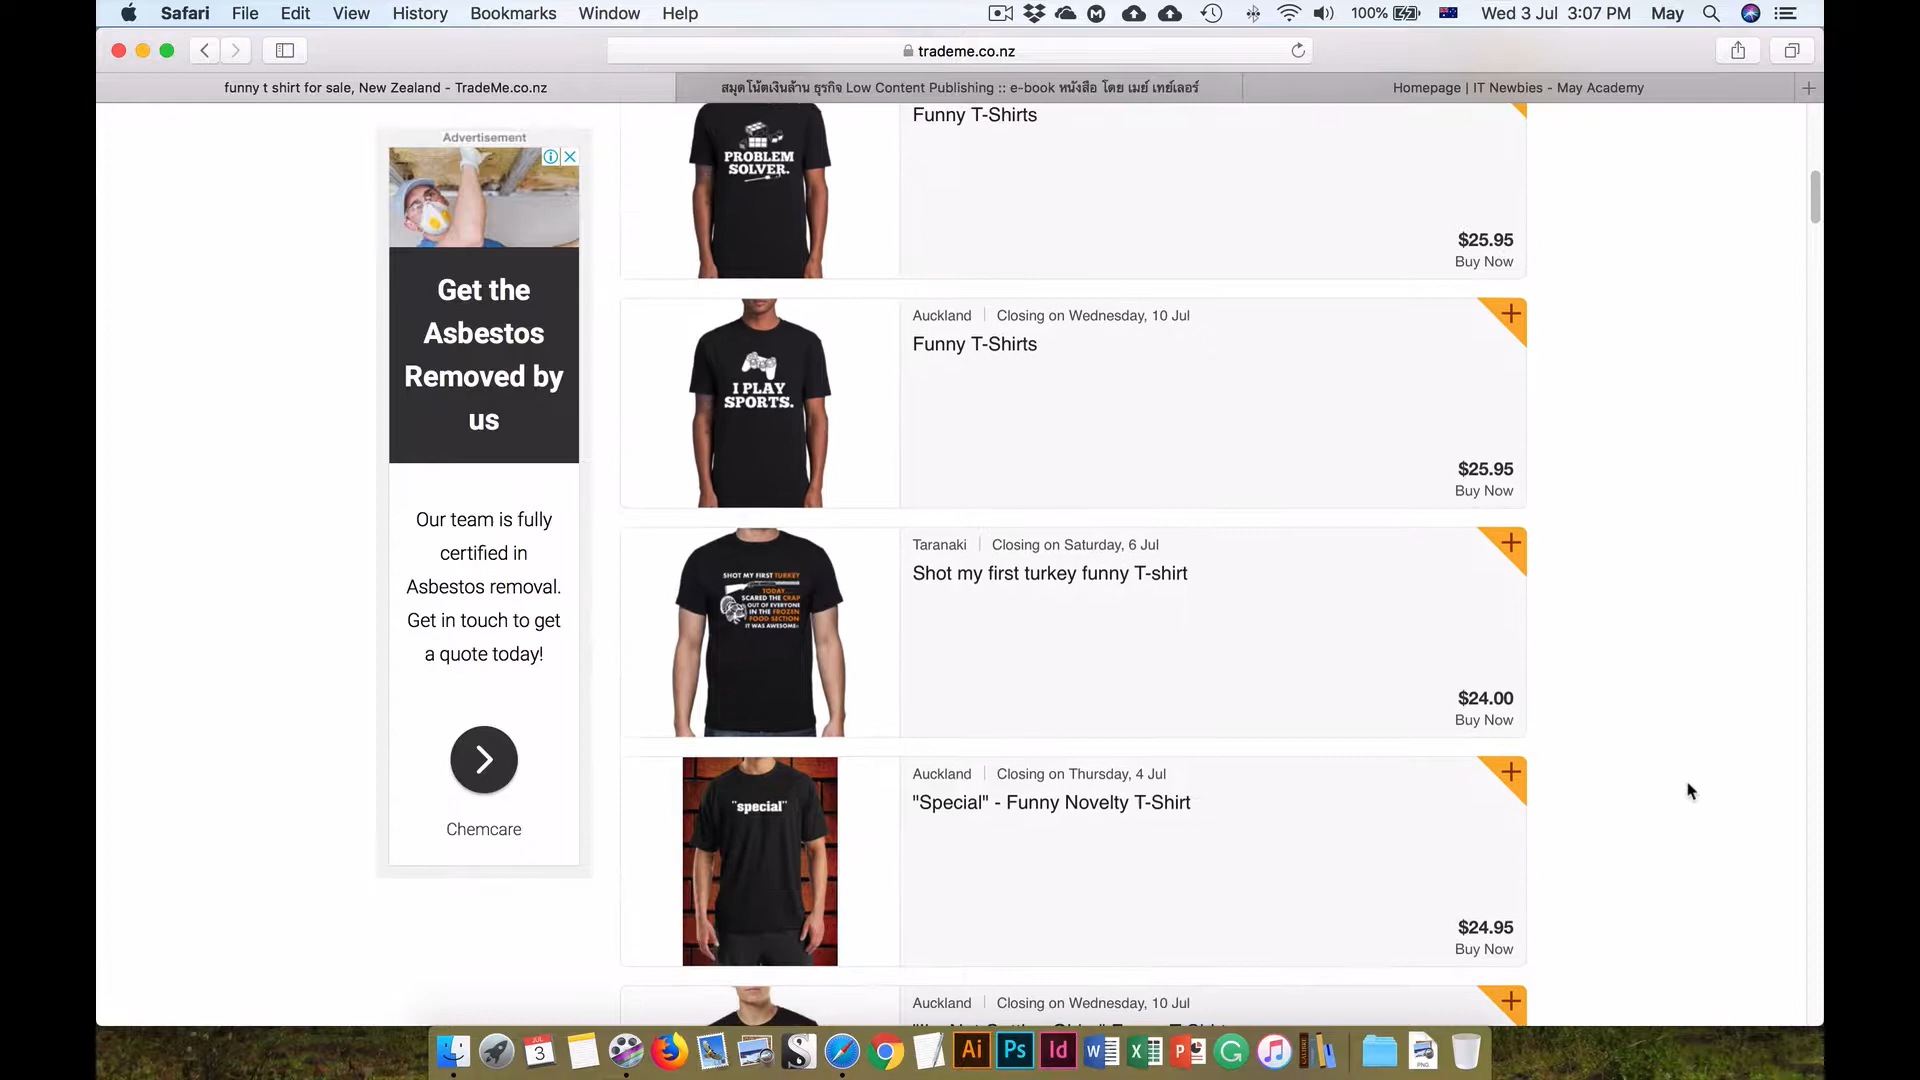 Safari File Edit View History Bookmarks Window Help
100% Wed 3 Jul 3:07 PM May
trademe.co.nz
funny t shirt for sale, New Zealand - TradeMe.co.nz
สมุดโน้ตเงินล้าน ธุรกิจ Low Content Publishing :: e-book หนังสือ โดย เมย์ เทย์เลอร์
Homepage | IT Newbies - May Academy
Advertisement
Get the
Asbestos
Removed by
us
Our team is fully
certified in
Asbestos removal.
Get in touch to get
a quote today!
Chemcare
PROBLEM
SOLVER.
Funny T-Shirts
$25.95
Buy Now
I PLAY
SPORTS.
Auckland | Closing on Wednesday, 10 Jul
Funny T-Shirts
$25.95
Buy Now
SHOT MY FIRST TURKEY
TODAY...
SCARED THE CRAP
OUT OF EVERYONE
IN THE FROZEN
FOOD SECTION
IT WAS AWESOME!
Taranaki | Closing on Saturday, 6 Jul
Shot my first turkey funny T-shirt
$24.00
Buy Now
"special"
Auckland | Closing on Thursday, 4 Jul
"Special" - Funny Novelty T-Shirt
$24.95
Buy Now
Auckland | Closing on Wednesday, 10 Jul
JUL
3
Ai Ps Id
PNG